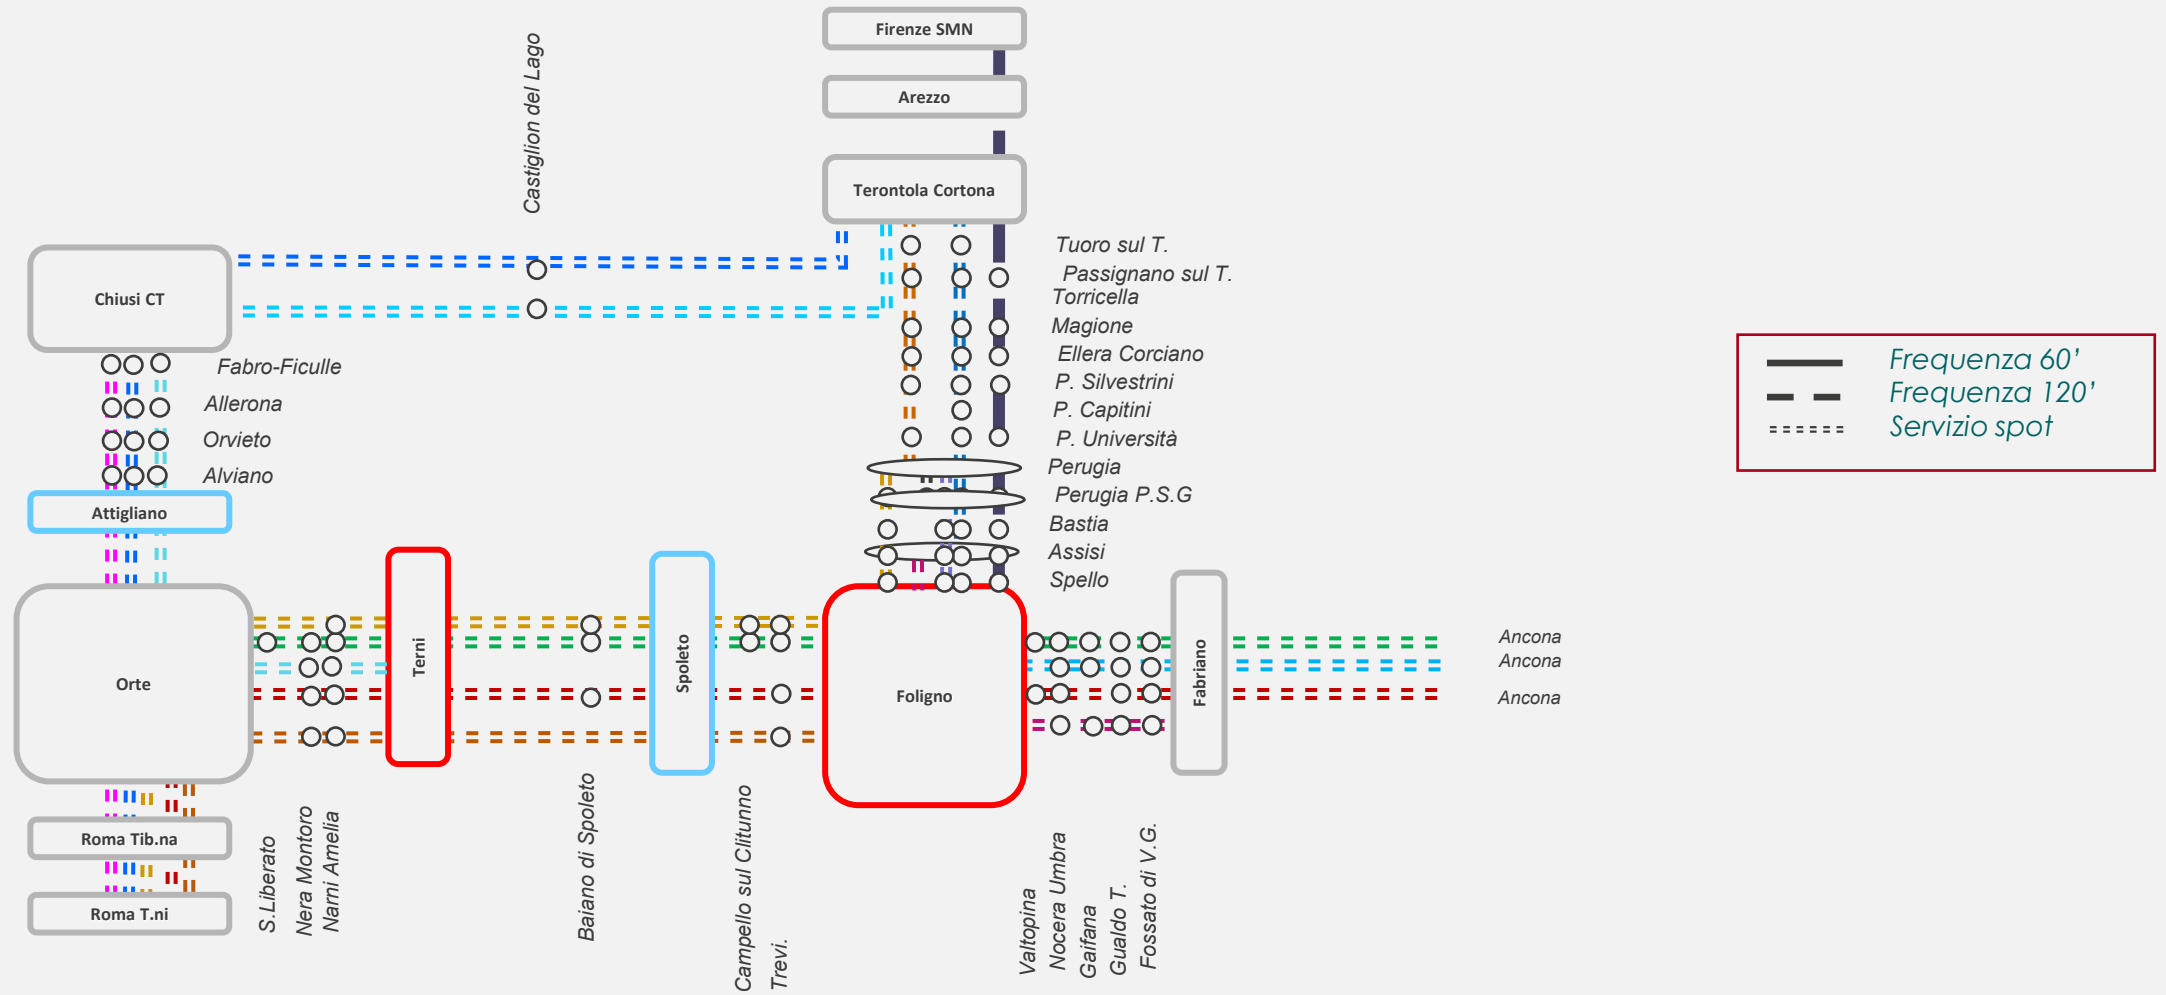 Firenze SMN
Arezzo
Castiglion del Lago
Terontola Cortona
Tuoro sul T.
Passignano sul T.
Torricella
Magione
Ellera Corciano
P. Silvestrini
P. Capitini
P. Università
Perugia
Perugia P.S.G
Bastia
Assisi
Spello
Chiusi CT
Fabro-Ficulle
Allerona
Orvieto
Alviano
Attigliano
Frequenza 60’
Frequenza 120’
Servizio spot
Orte
Terni
Spoleto
Foligno
Fabriano
Ancona
Ancona
Ancona
Roma Tib.na
Roma T.ni
S.Liberato
Nera Montoro
Narni Amelia
Baiano di Spoleto
Campello sul Clitunno
Trevi.
Valtopina
Nocera Umbra
Gaifana
Gualdo T.
Fossato di V.G.